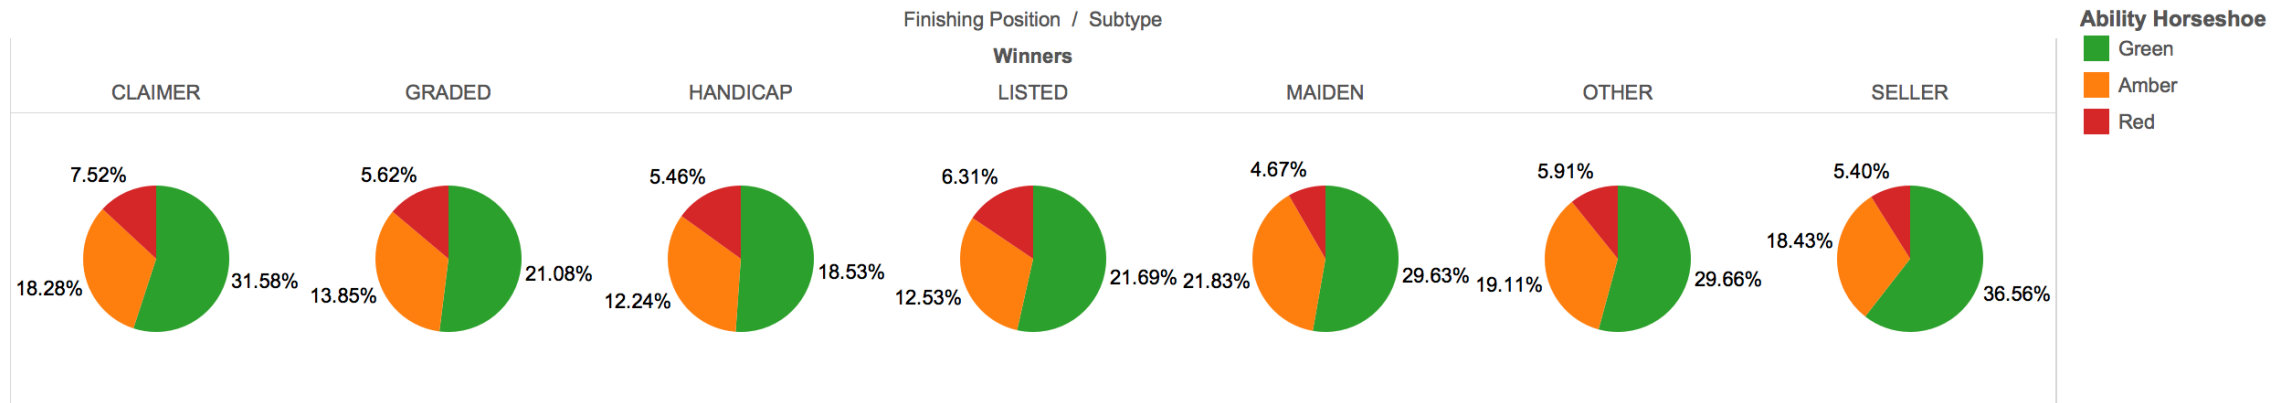 Finishing Position / Subtype
Winners
CLAIMER GRADED HANDICAP LISTED MAIDEN OTHER SELLER
7.52% 5.62% 5.46% 6.31% 4.67% 5.91% 5.40%
18.28% 31.58% 13.85% 21.08% 12.24% 18.53% 12.53% 21.69% 21.83% 29.63% 19.11% 29.66% 18.43% 36.56%
Ability Horseshoe
Green
Amber
Red